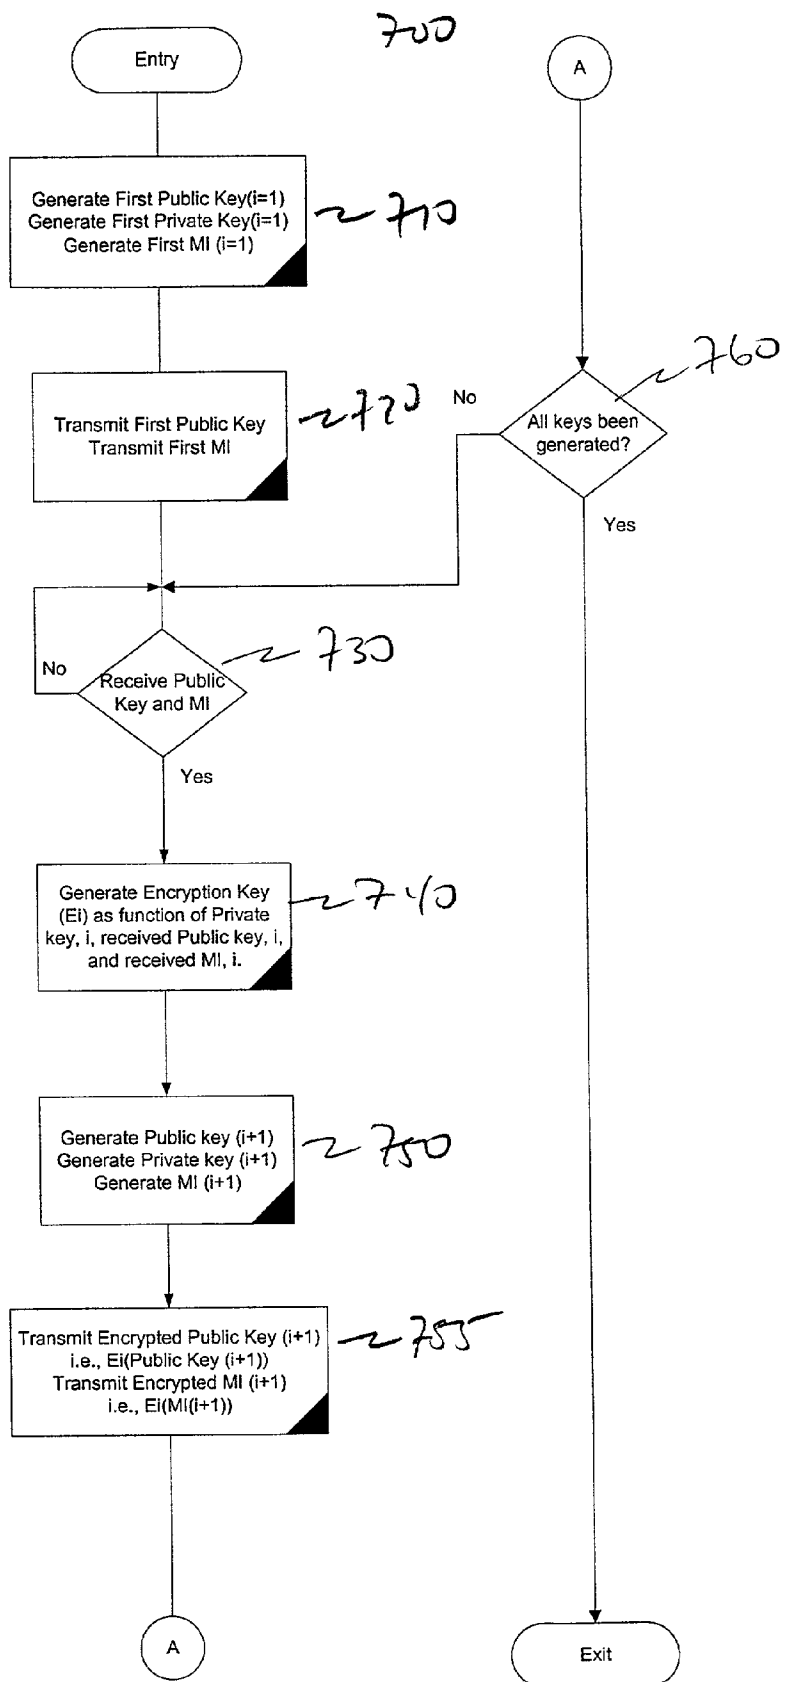 700
Entry
A
Generate First Public Key(i=1)
Generate First Private Key(i=1)
Generate First MI (i=1)
710
Transmit First Public Key
Transmit First MI
720
No
All keys been
generated?
760
Yes
No
Receive Public
Key and MI
730
Yes
Generate Encryption Key
(Ei) as function of Private
key, i, received Public key, i,
and received MI, i.
740
Generate Public key (i+1)
Generate Private key (i+1)
Generate MI (i+1)
750
Transmit Encrypted Public Key (i+1)
i.e., Ei(Public Key (i+1))
Transmit Encrypted MI (i+1)
i.e., Ei(MI(i+1))
755
A
Exit